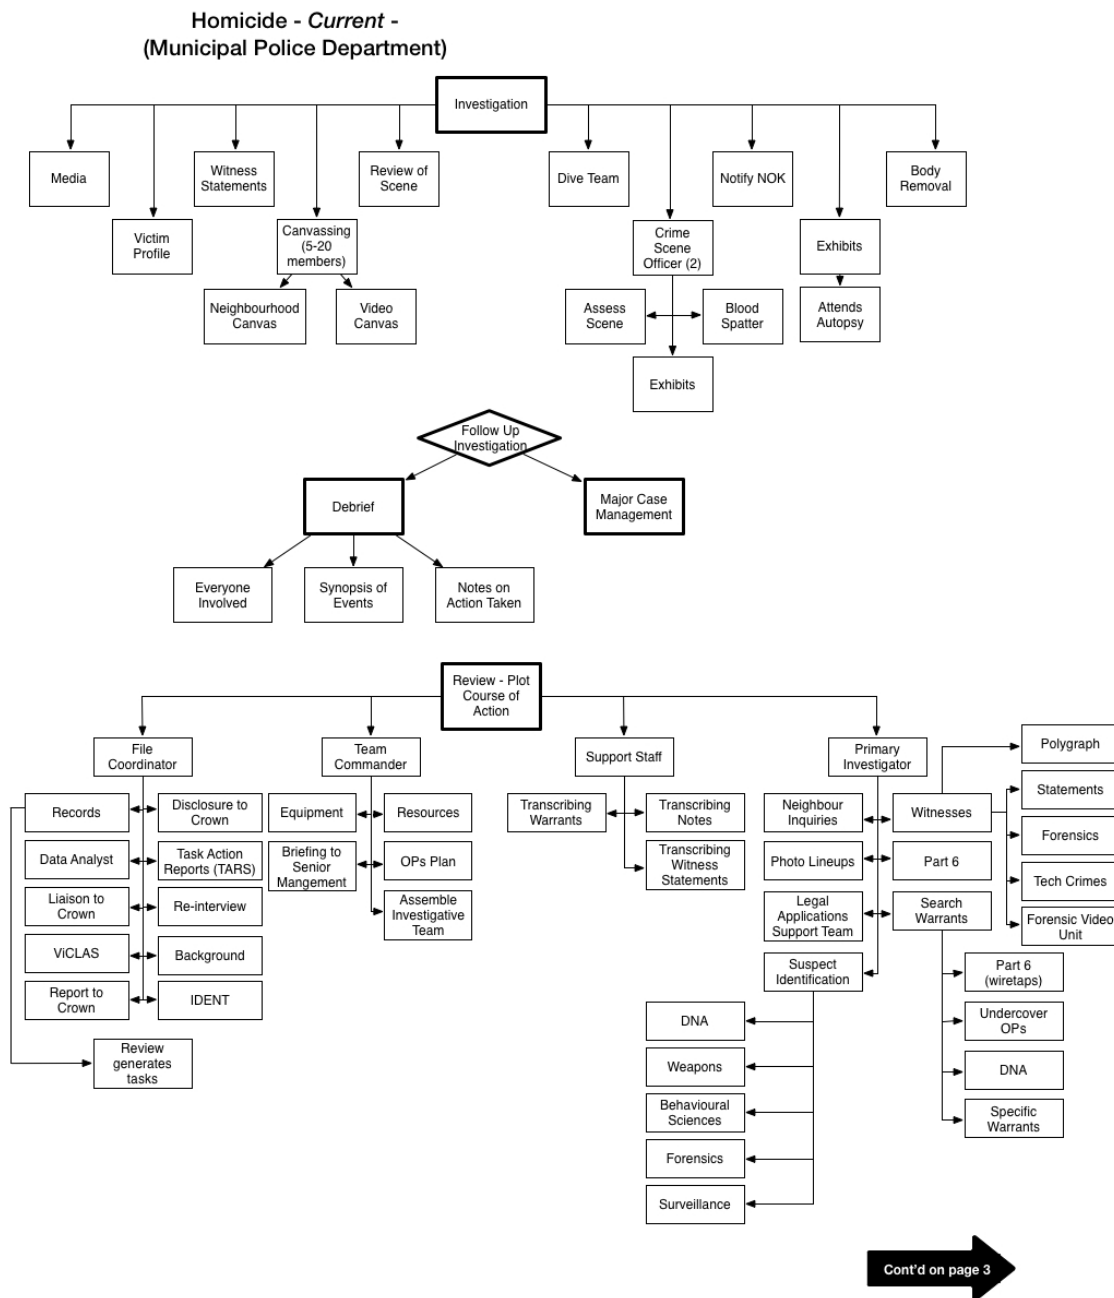 Homicide - Current -
(Municipal Police Department)
Investigation
Media
Witness
Statements
Review of
Scene
Dive Team
Notify NOK
Body
Removal
Victim
Profile
Canvassing
(5-20
members)
Crime
Scene
Officer (2)
Exhibits
Neighbourhood
Canvas
Video
Canvas
Assess
Scene
Blood
Spatter
Attends
Autopsy
Exhibits
Follow Up
Investigation
Debrief
Major Case
Management
Everyone
Involved
Synopsis of
Events
Notes on
Action Taken
Review - Plot
Course of
Action
File
Coordinator
Team
Commander
Support Staff
Primary
Investigator
Records
Disclosure to
Crown
Data Analyst
Task Action
Reports (TARS)
Liaison to
Crown
Re-interview
ViCLAS
Background
Report to
Crown
IDENT
Review
generates
tasks
Equipment
Resources
Briefing to
Senior
Mangement
OPs Plan
Assemble
Investigative
Team
Transcribing
Warrants
Transcribing
Notes
Transcribing
Witness
Statements
Neighbour
Inquiries
Witnesses
Photo Lineups
Part 6
Legal
Applications
Support Team
Search
Warrants
Suspect
Identification
Polygraph
Statements
Forensics
Tech Crimes
Forensic Video
Unit
Part 6
(wiretaps)
Undercover
OPs
DNA
Specific
Warrants
DNA
Weapons
Behavioural
Sciences
Forensics
Surveillance
Cont'd on page 3